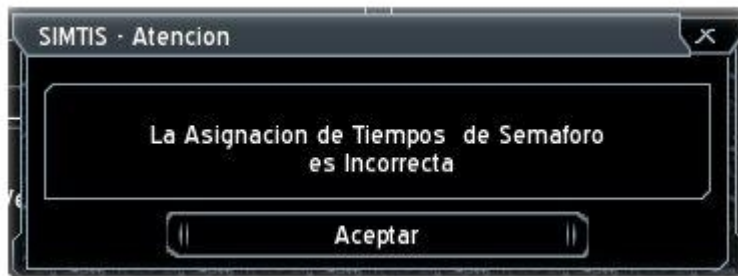 SIMTIS - Atencion
La Asignacion de Tiempos de Semaforo
es Incorrecta
Aceptar